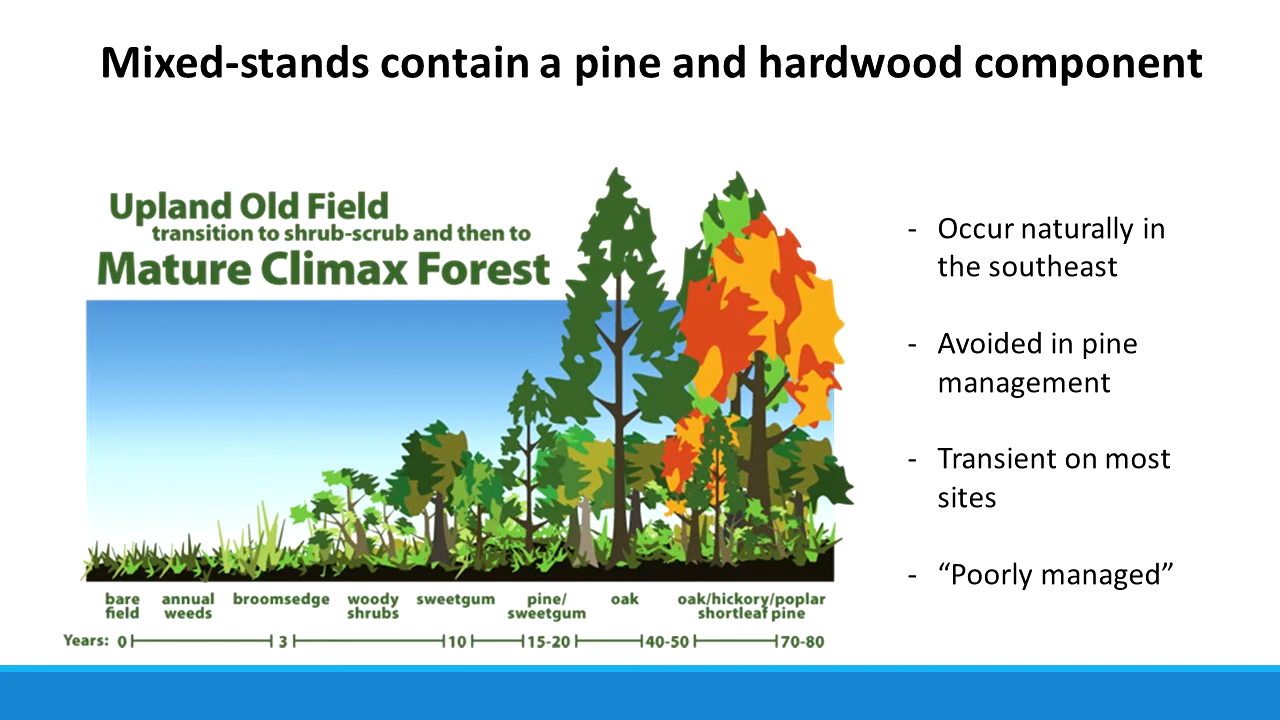 Mixed-stands contain a pine and hardwood component
Upland Old Field
transition to shrub-scrub and then to
Mature Climax Forest
- Occur naturally in
the southeast
- Avoided in pine
management
- Transient on most
sites
- “Poorly managed”
bare
field
annual
weeds
broomsedge
woody
shrubs
sweetgum
pine/
sweetgum
oak
oak/hickory/poplar
shortleaf pine
Years: 0 3 10 15-20 40-50 70-80